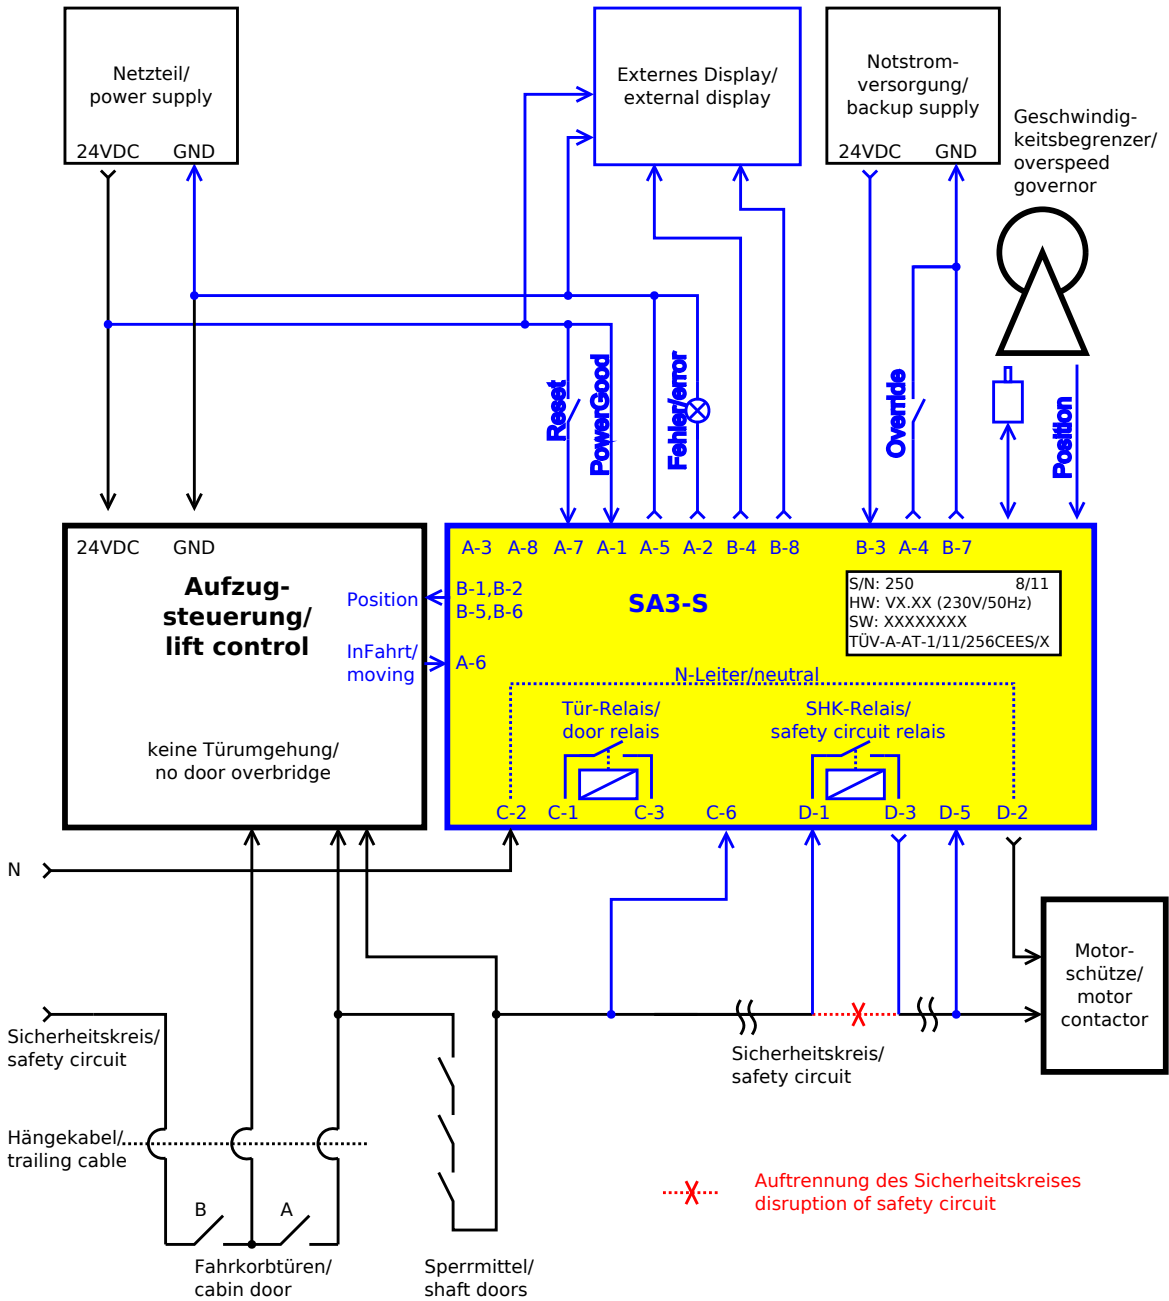 Netzteil/
power supply
24VDC GND
Externes Display/
external display
Notstrom-
versorgung/
backup supply
24VDC GND
Geschwindig-
keitsbegrenzer/
overspeed
governor
Reset
PowerGood
Fehler/error
Override
Position
24VDC GND
Aufzug-
steuerung/
lift control
Position
InFahrt/
moving
keine Türumgehung/
no door overbridge
A-3 A-8 A-7 A-1 A-5 A-2 B-4 B-8 B-3 A-4 B-7
B-1,B-2
B-5,B-6
A-6
SA3-S
S/N: 250 8/11
HW: VX.XX (230V/50Hz)
SW: XXXXXXXX
TÜV-A-AT-1/11/256CEES/X
N-Leiter/neutral
Tür-Relais/
door relais
SHK-Relais/
safety circuit relais
C-2 C-1 C-3 C-6 D-1 D-3 D-5 D-2
N
Motor-
schütze/
motor
contactor
Sicherheitskreis/
safety circuit
Sicherheitskreis/
safety circuit
Hängekabel/
trailing cable
B A
Fahrkorbtüren/
cabin door
Sperrmittel/
shaft doors
Auftrennung des Sicherheitskreises
disruption of safety circuit